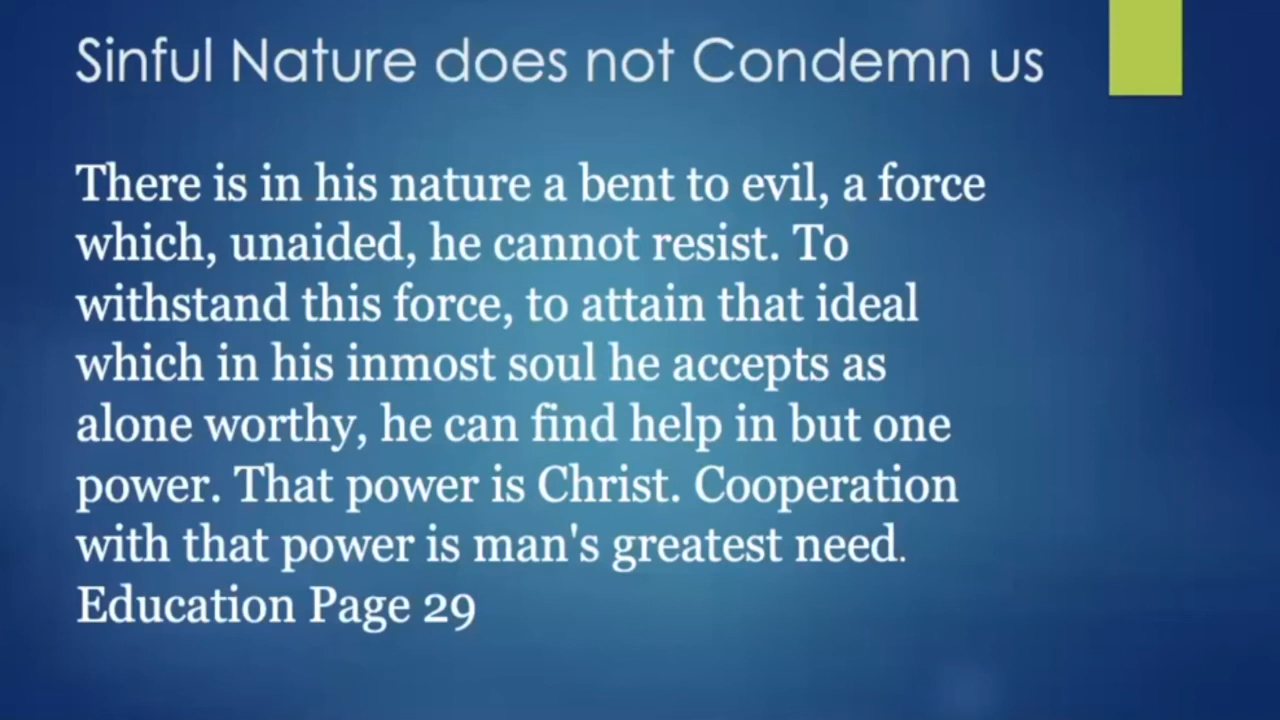 Sinful Nature does not Condemn us
There is in his nature a bent to evil, a force
which, unaided, he cannot resist. To
withstand this force, to attain that ideal
which in his inmost soul he accepts as
alone worthy, he can find help in but one
power. That power is Christ. Cooperation
with that power is man's greatest need.
Education Page 29